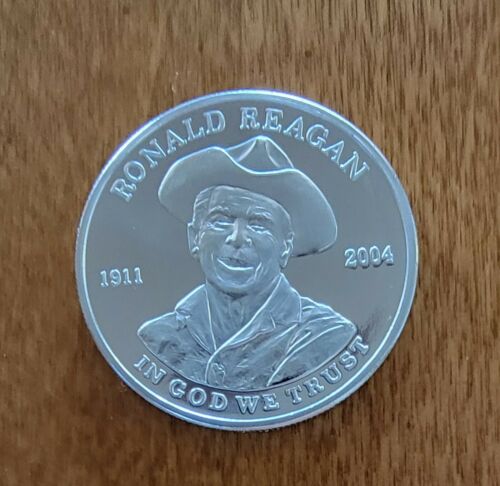 RONALD REAGAN
1911
2004
IN GOD WE TRUST